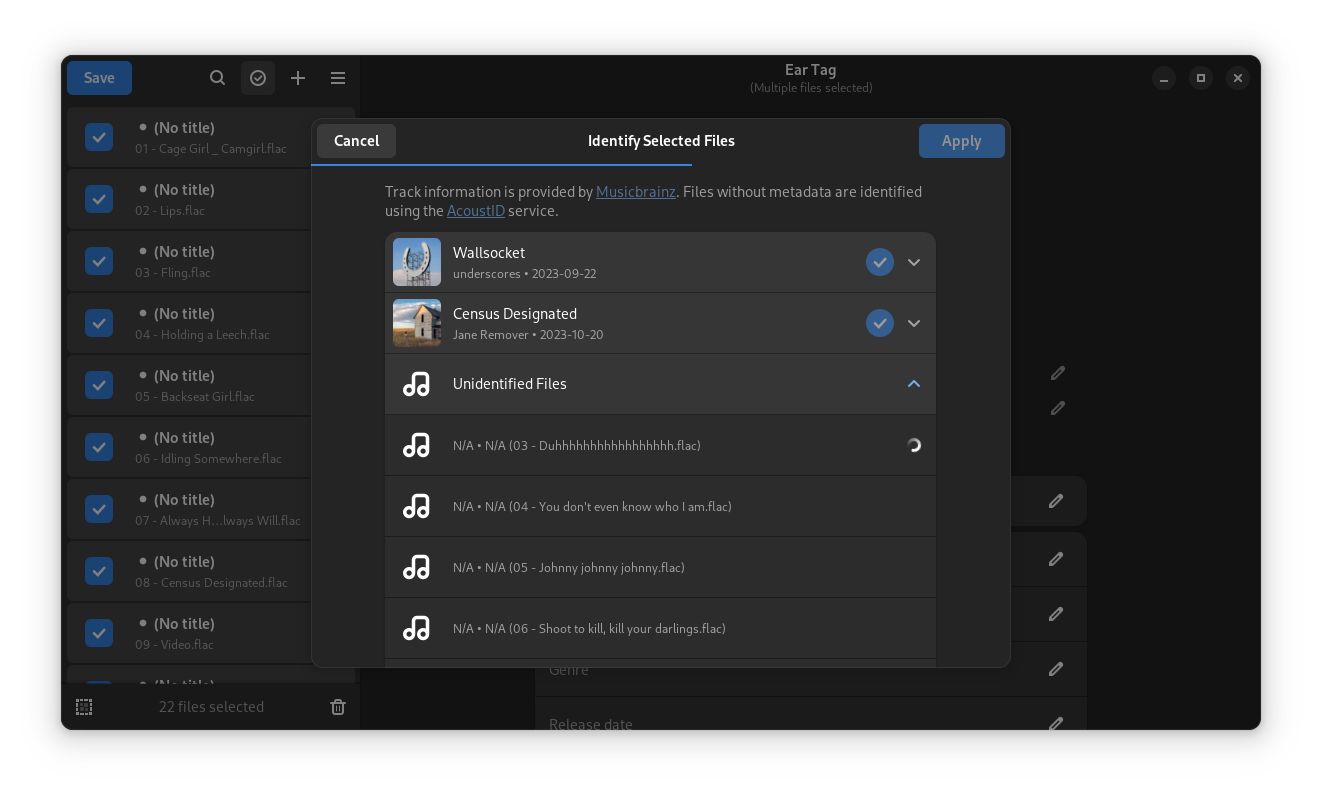 Save
Ear Tag
(Multiple files selected)
(No title)
01 - Cage Girl _ Camgirl.flac
(No title)
02 - Lips.flac
(No title)
03 - Fling.flac
(No title)
04 - Holding a Leech.flac
(No title)
05 - Backseat Girl.flac
(No title)
06 - Idling Somewhere.flac
(No title)
07 - Always H...lways Will.flac
(No title)
08 - Census Designated.flac
(No title)
09 - Video.flac
(No title)
22 files selected
Cancel
Identify Selected Files
Apply
Track information is provided by Musicbrainz. Files without metadata are identified
using the AcoustID service.
Wallsocket
underscores • 2023-09-22
Census Designated
Jane Remover • 2023-10-20
Unidentified Files
N/A • N/A (03 - Duhhhhhhhhhhhhhhhhh.flac)
N/A • N/A (04 - You don't even know who I am.flac)
N/A • N/A (05 - Johnny johnny johnny.flac)
N/A • N/A (06 - Shoot to kill, kill your darlings.flac)
Genre
Release date